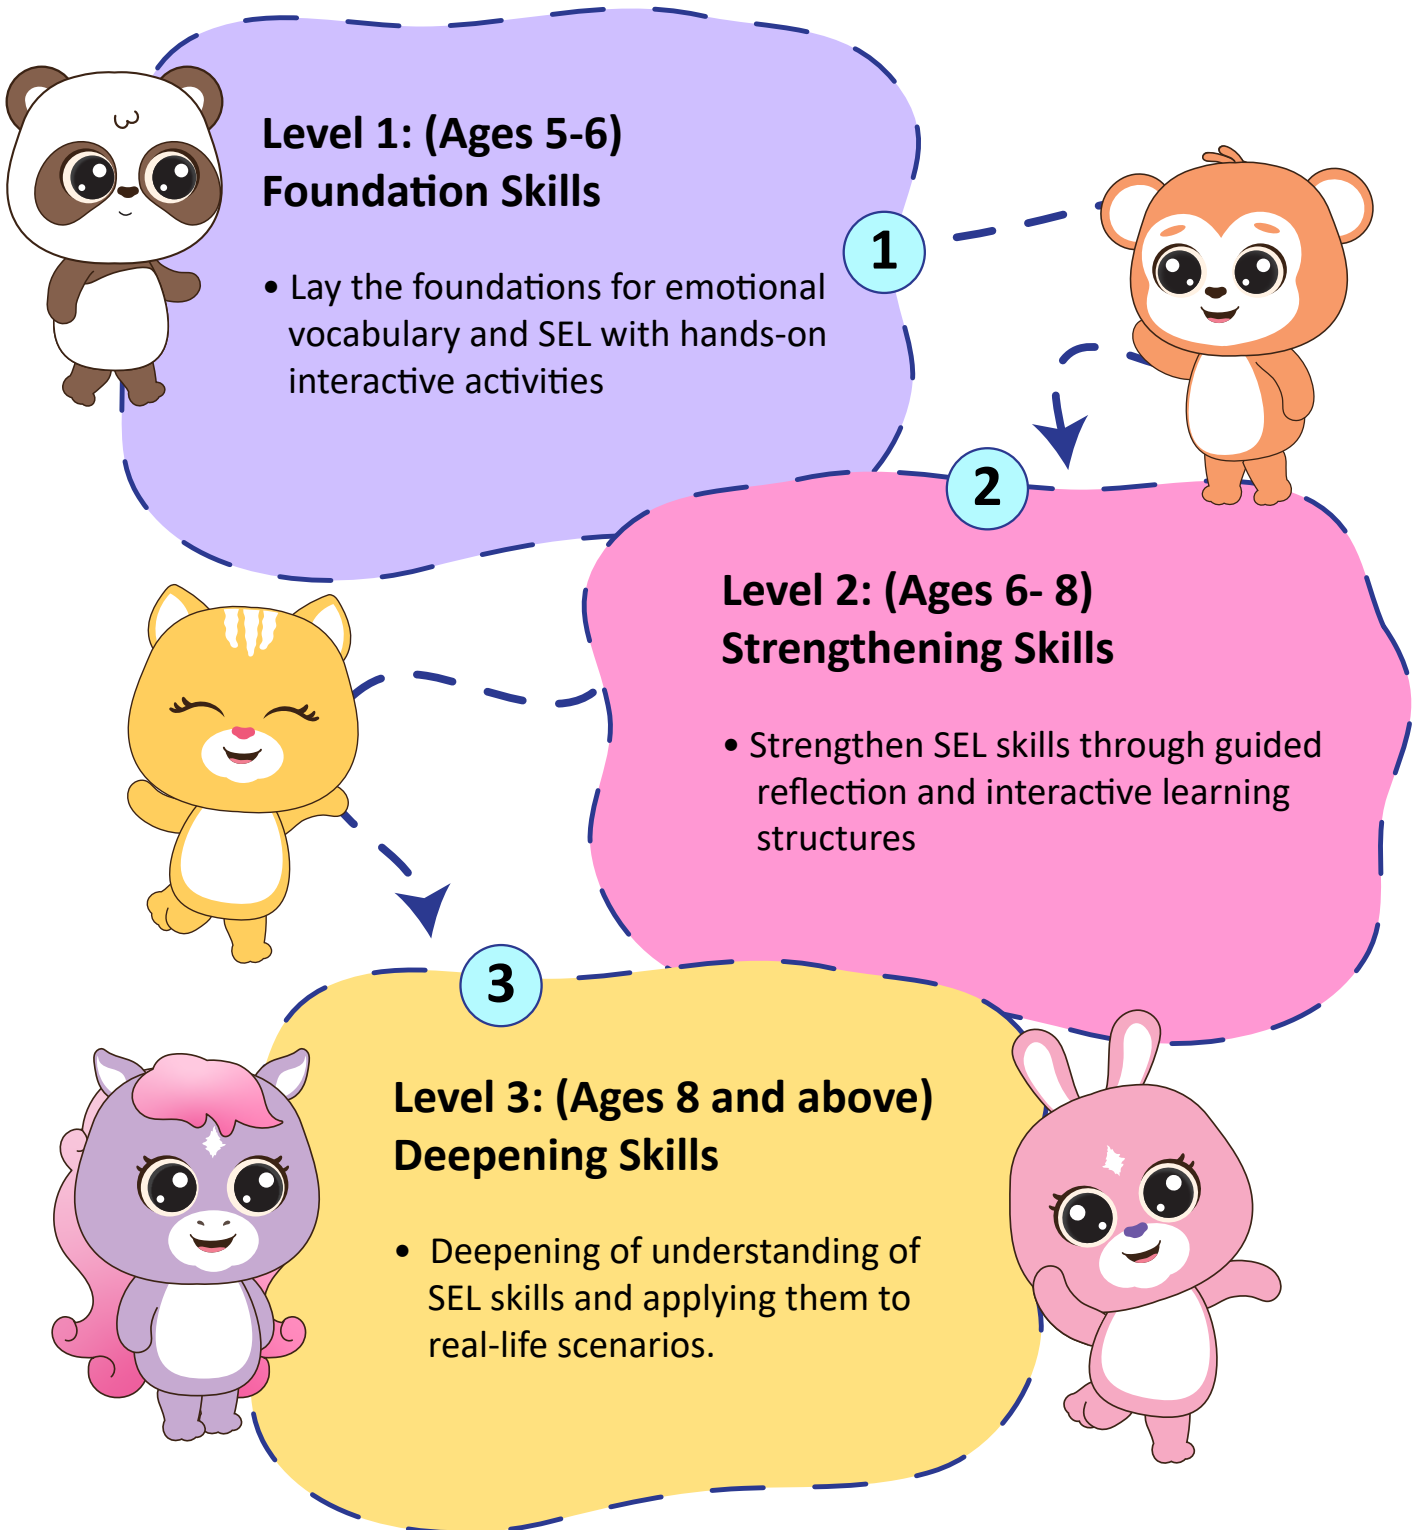 Level 1: (Ages 5-6)
Foundation Skills
1
• Lay the foundations for emotional
vocabulary and SEL with hands-on
interactive activities
2
Level 2: (Ages 6- 8)
Strengthening Skills
• Strengthen SEL skills through guided
reflection and interactive learning
structures
3
Level 3: (Ages 8 and above)
Deepening Skills
• Deepening of understanding of
SEL skills and applying them to
real-life scenarios.